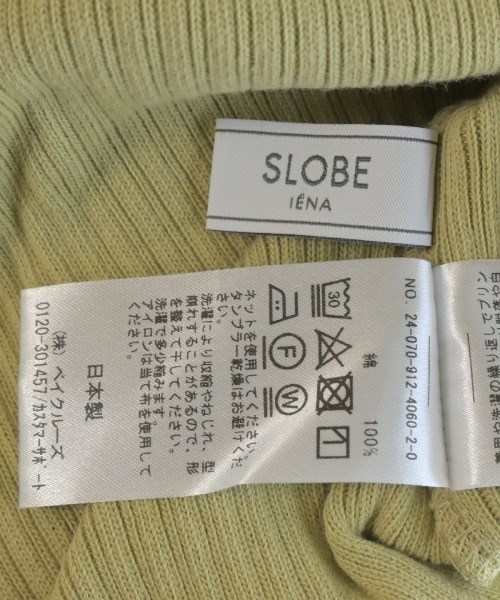 SLOBE
IÉNA
NO. 24-070-912-4060-2-0
綿 100%
30
F
W
ネットを使用してください。
タンブラー乾燥はお避けください。
洗濯により収縮やねじれ、型
崩れすることがあるので、形
を整えて干してください。
洗濯で多少縮みます。
アイロンは当て布を使用して
ください。
日本製
(株) ベイクルーズ
0120-301457/カスタマーサポート